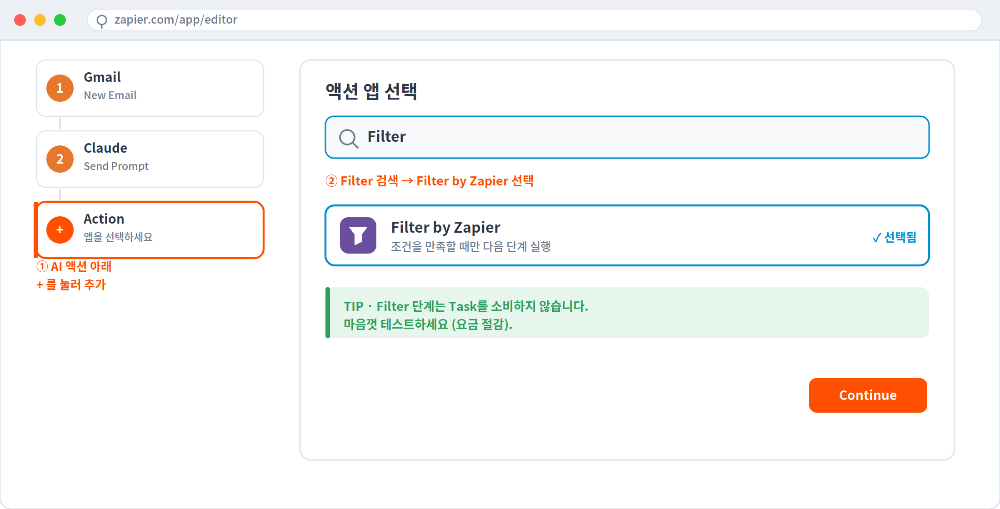 zapier.com/app/editor
1
Gmail
New Email
2
Claude
Send Prompt
+
Action
앱을 선택하세요
① AI 액션 아래
+ 를 눌러 추가
액션 앱 선택
Filter
② Filter 검색 → Filter by Zapier 선택
Filter by Zapier
조건을 만족할 때만 다음 단계 실행
✓ 선택됨
TIP · Filter 단계는 Task를 소비하지 않습니다.
마음껏 테스트하세요 (요금 절감).
Continue